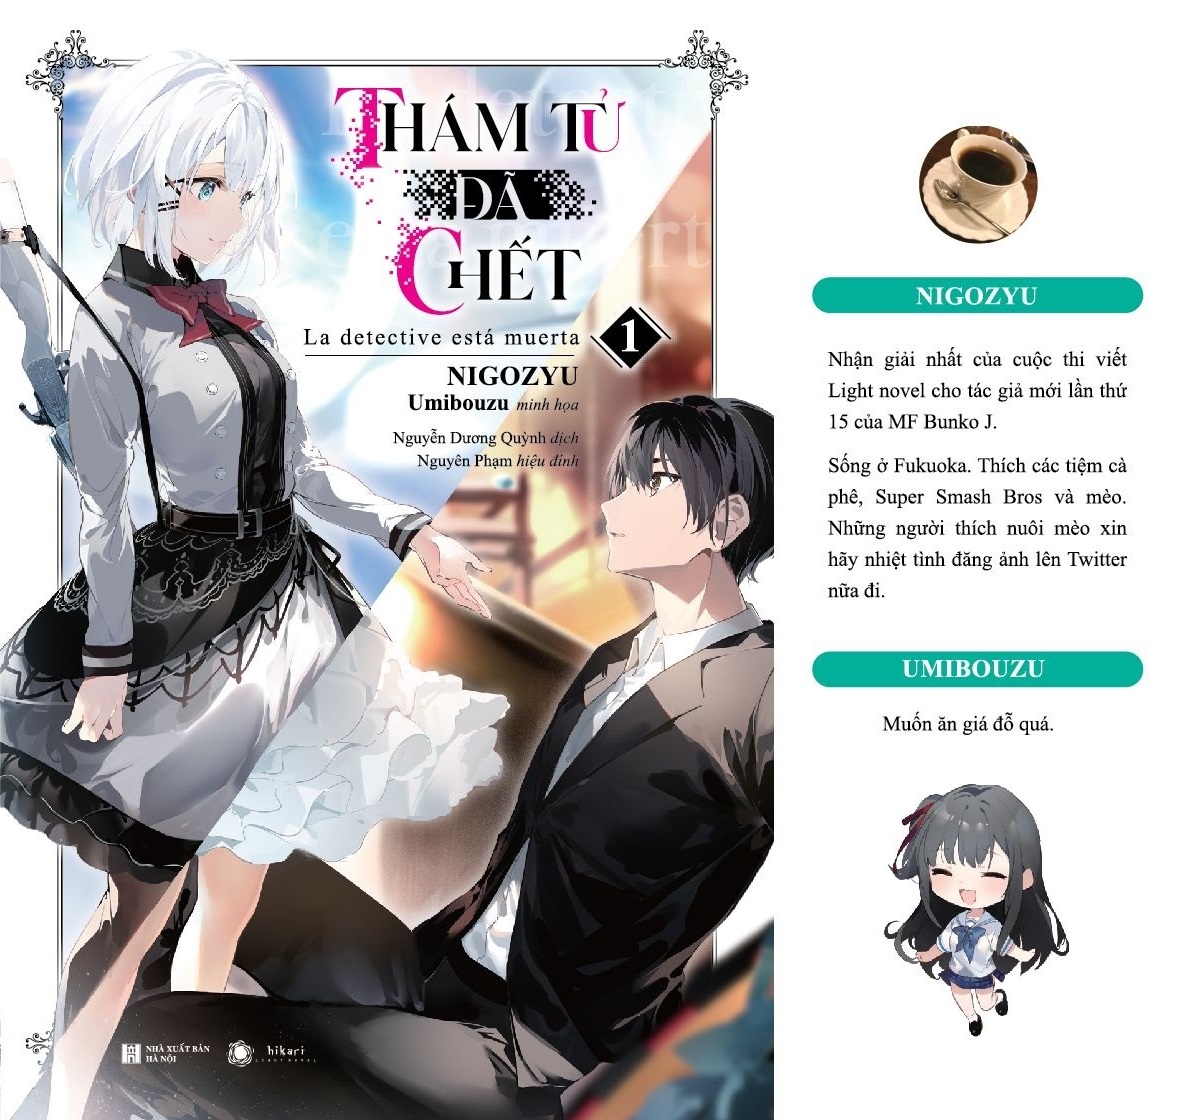 THÁM TỬ
ĐÃ
CHẾT
La detective está muerta
1
NIGOZYU
Umibouzu minh họa
Nguyễn Dương Quỳnh dịch
Nguyên Phạm hiệu đính
NHÀ XUẤT BẢN
HÀ NỘI
hikari
LIGHT NOVEL
NIGOZYU
Nhận giải nhất của cuộc thi viết
Light novel cho tác giả mới lần thứ
15 của MF Bunko J.
Sống ở Fukuoka. Thích các tiệm cà
phê, Super Smash Bros và mèo.
Những người thích nuôi mèo xin
hãy nhiệt tình đăng ảnh lên Twitter
nữa đi.
UMIBOUZU
Muốn ăn giá đỗ quá.